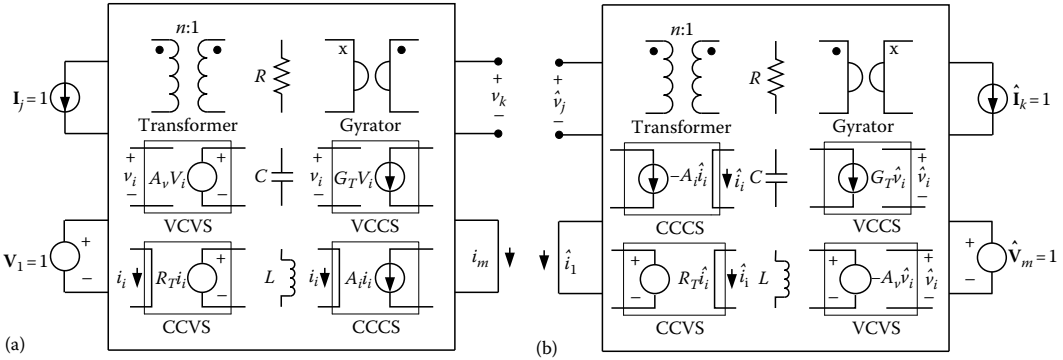 n:1
x
R
I_j = 1
+
v_k
−
Transformer
Gyrator
+
v_i
−
A_vV_i
+
−
C
+
v_i
−
G_TV_i
VCVS
VCCS
V_1 = 1
+
−
i_i
R_Ti_i
+
−
L
i_i
A_ii_i
i_m
CCVS
CCCS
(a)
n:1
x
R
+
v̂_j
−
Î_k = 1
Transformer
Gyrator
−A_iî_i
î_i
C
G_Tv̂_i
+
v̂_i
−
CCCS
VCCS
î_1
+
−
R_Tî_i
î_i
L
+
−
−A_vv̂_i
+
v̂_i
−
+
−
V̂_m = 1
CCVS
VCVS
(b)